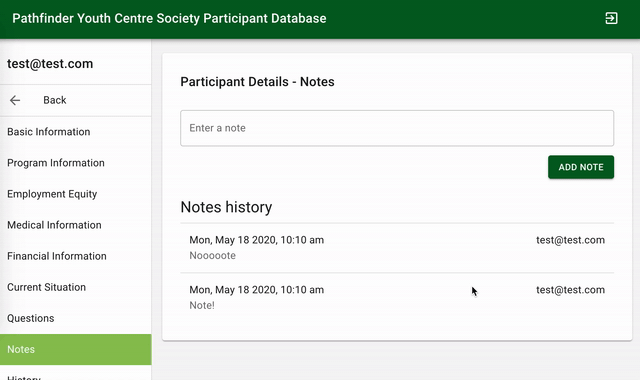 Pathfinder Youth Centre Society Participant Database
test@test.com
Back
Basic Information
Program Information
Employment Equity
Medical Information
Financial Information
Current Situation
Questions
Notes
History
Participant Details - Notes
Enter a note
ADD NOTE
Notes history
Mon, May 18 2020, 10:10 am test@test.com
Nooooote
Mon, May 18 2020, 10:10 am test@test.com
Note!